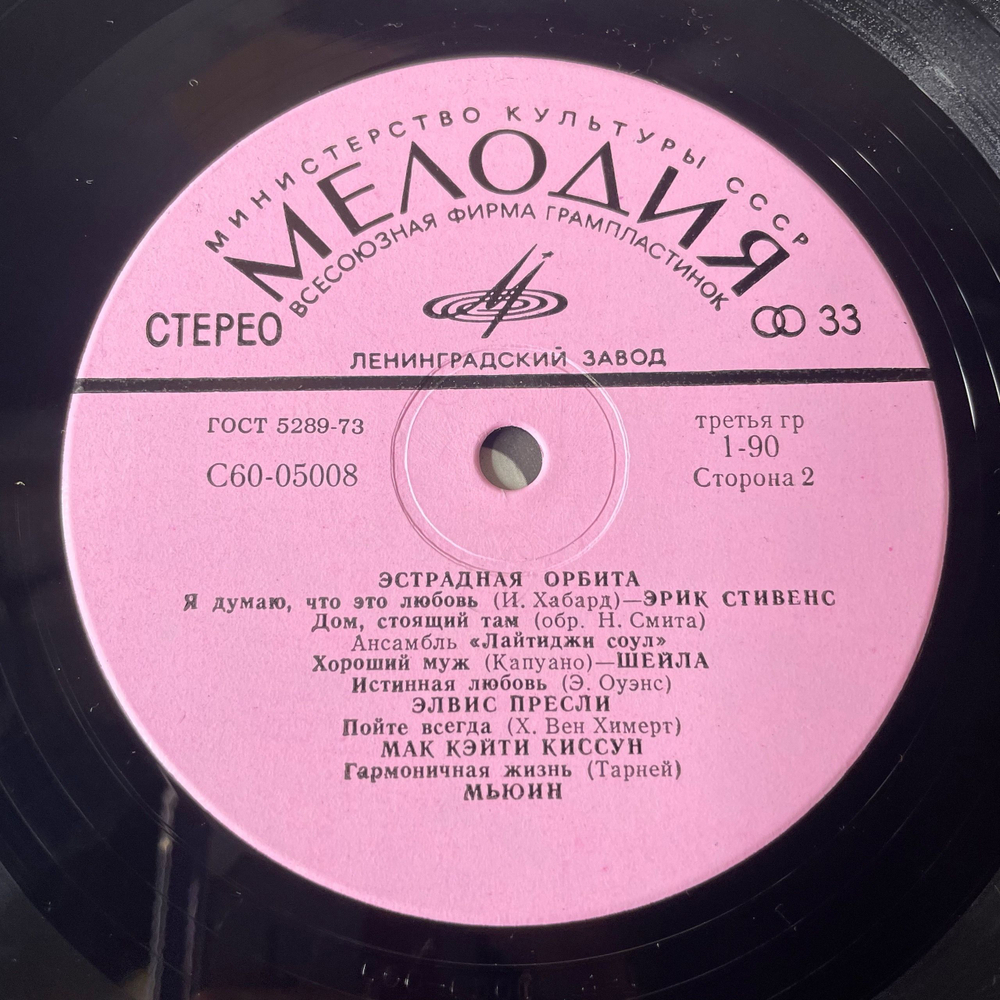 МИНИСТЕРСТВО КУЛЬТУРЫ СССР
МЕЛОДИЯ
ВСЕСОЮЗНАЯ ФИРМА ГРАМПЛАСТИНОК
СТЕРЕО
33
ЛЕНИНГРАДСКИЙ ЗАВОД
ГОСТ 5289-73
С60-05008
третья гр
1-90
Сторона 2
ЭСТРАДНАЯ ОРБИТА
Я думаю, что это любовь (И. Хабард)—ЭРИК СТИВЕНС
Дом, стоящий там (обр. Н. Смита)
Ансамбль «Лайтиджи соул»
Хороший муж (Капуано)—ШЕЙЛА
Истинная любовь (Э. Оуэнс)
ЭЛВИС ПРЕСЛИ
Пойте всегда (Х. Вен Химерт)
МАК КЭЙТИ КИССУН
Гармоничная жизнь (Тарней)
МЬЮИН